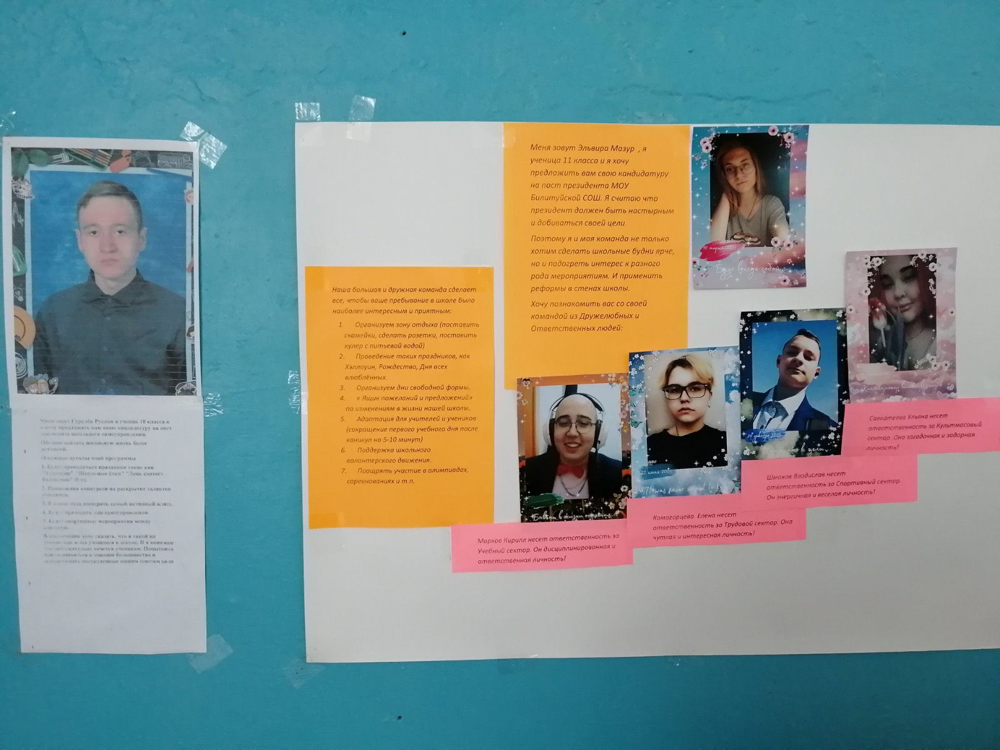 Меня зовут Гурулёв Руслан я ученик 10 класса и
я хочу предложить вам свою кандидатуру на пост
президента школьного самоуправления.
Обещаю сделать школьную жизнь более
Основные пункты моей программы
1. Будут проводиться праздники такие как
"Хэллоуин" "Школьные ёлки" "День святого
Валентина" И тд.
2. Проведения конкурсов на раскрытие талантов
учащихся.
3. В конце года поощрять самый активный класс.
4. Будут проводить дни самоуправления
5. Будут спортивные мероприятия между
классами.
В заключение хочу сказать, что я такой же
ученик как и все учащиеся в школе. И я понимаю
что действительно хочется ученикам. Попытаюсь
прислушиваться к мнению большинства и
осуществлять поставленные нашим советом цели
Наша большая и дружная команда сделает
все, чтобы ваше пребывание в школе было
наиболее интересным и приятным:
1. Организуем зону отдыха (поставить
скамейки, сделать розетки, поставить
кулер с питьевой водой)
2. Проведение таких праздников, как
Хэллоуин, Рождество, Дня всех
влюблённых.
3. Организуем дни свободной формы.
4. « Ящик пожеланий и предложений»
по изменениям в жизни нашей школы.
5. Адаптация для учителей и учеников
(сокращение первого учебного дня после
каникул на 5-10 минут)
6. Поддержка школьного
волонтерского движения.
7. Поощрять участие в олимпиадах,
соревнованиях и т.п.
Меня зовут Эльвира Мазур , я
ученица 11 класса и я хочу
предложить вам свою кандидатуру
на пост президента МОУ
Билитуйской СОШ. Я считаю что
президент должен быть настырным
и добиваться своей цели.
Поэтому я и моя команда не только
хотим сделать школьные будни ярче,
но и подогреть интерес к разного
рода мероприятиям. И применить
реформы в стенах школы.
Хочу познакомить вас со своей
командой из Дружелюбных и
Ответственных людей:
Будь всегда собой...
Марков Кирилл несет ответственность за
Учебный сектор. Он дисциплинированная и
ответственная личность!
22 июля 2005
Комогорцева Елена несет
ответственность за Трудовой сектор. Она
чуткая и интересная личность!
29 декабря 2005
Шмаков Владислав несет
ответственность за Спортивный сектор.
Он энергичная и веселая личность!
Савватеева Ульяна несет
ответственность за Культмассовый
сектор. Она загадочная и задорная
личность!